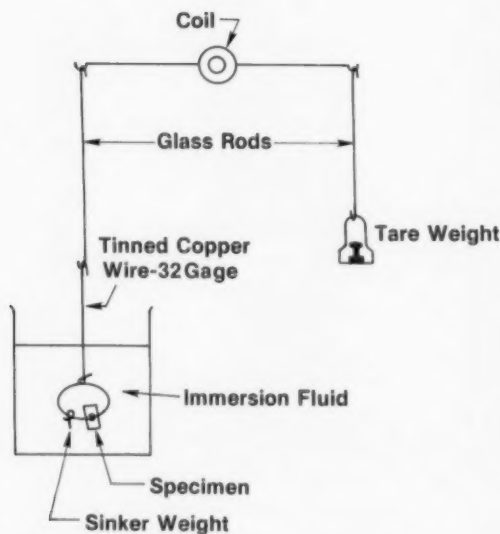 Coil
Glass Rods
Tare Weight
Tinned Copper
Wire-32 Gage
Immersion Fluid
Specimen
Sinker Weight